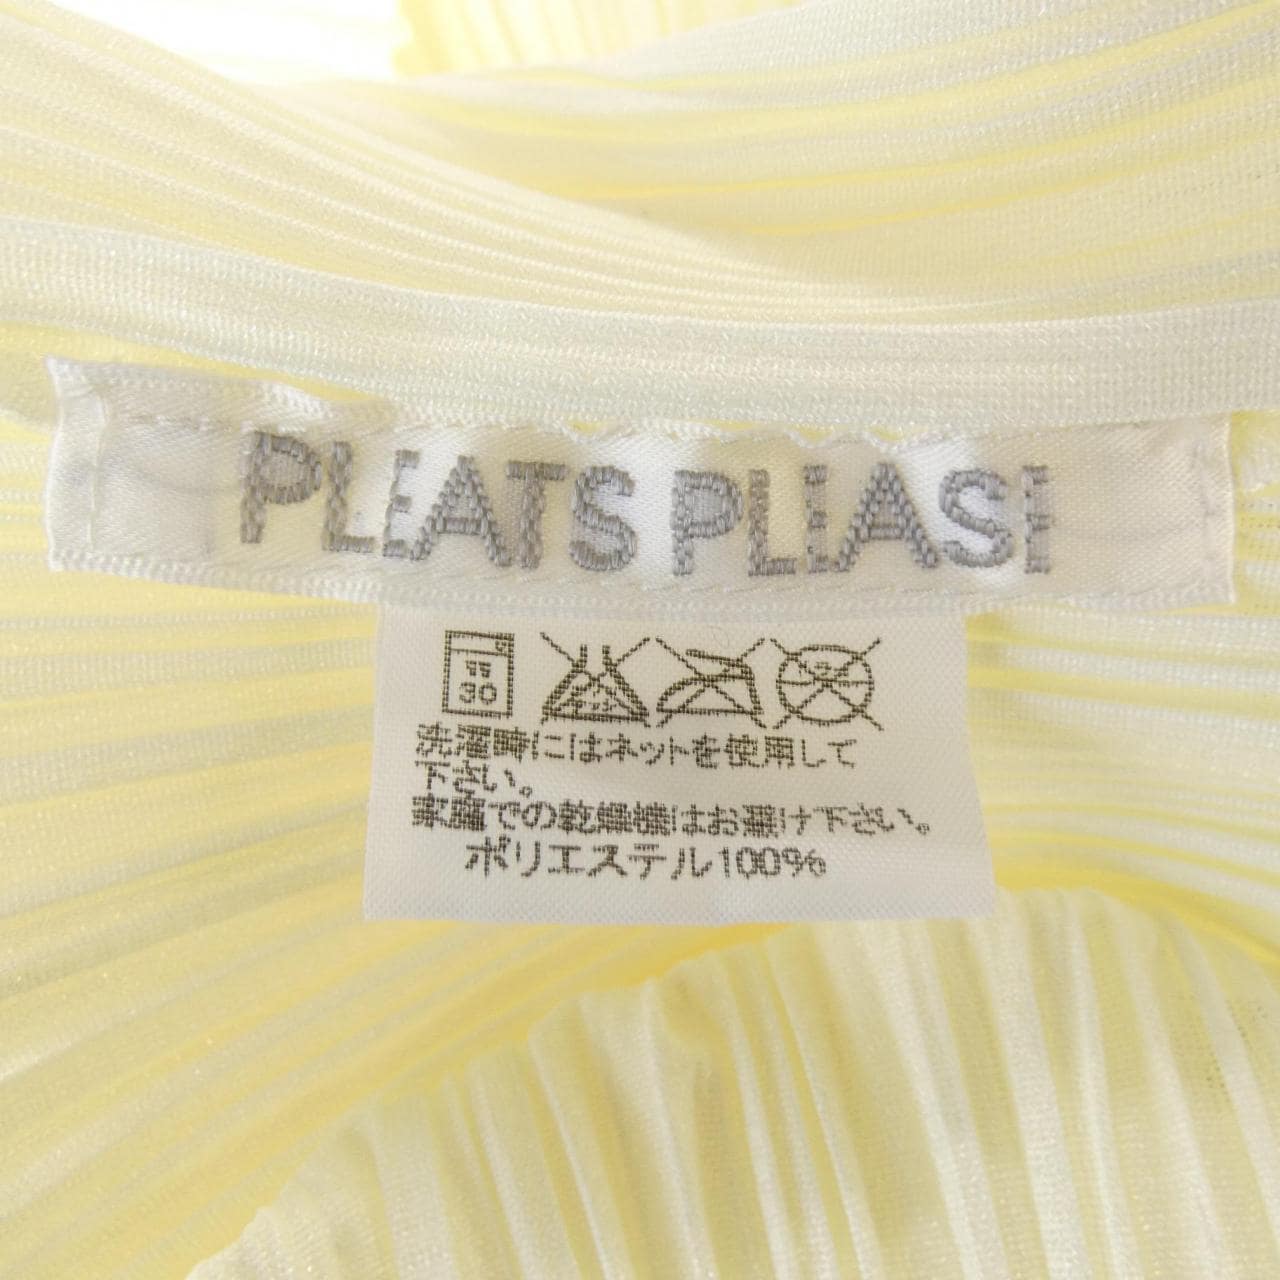 PLEATS PLEASE
弱
30
洗濯時にはネットを使用して
下さい。
家庭での乾燥機はお避け下さい。
ポリエステル100%